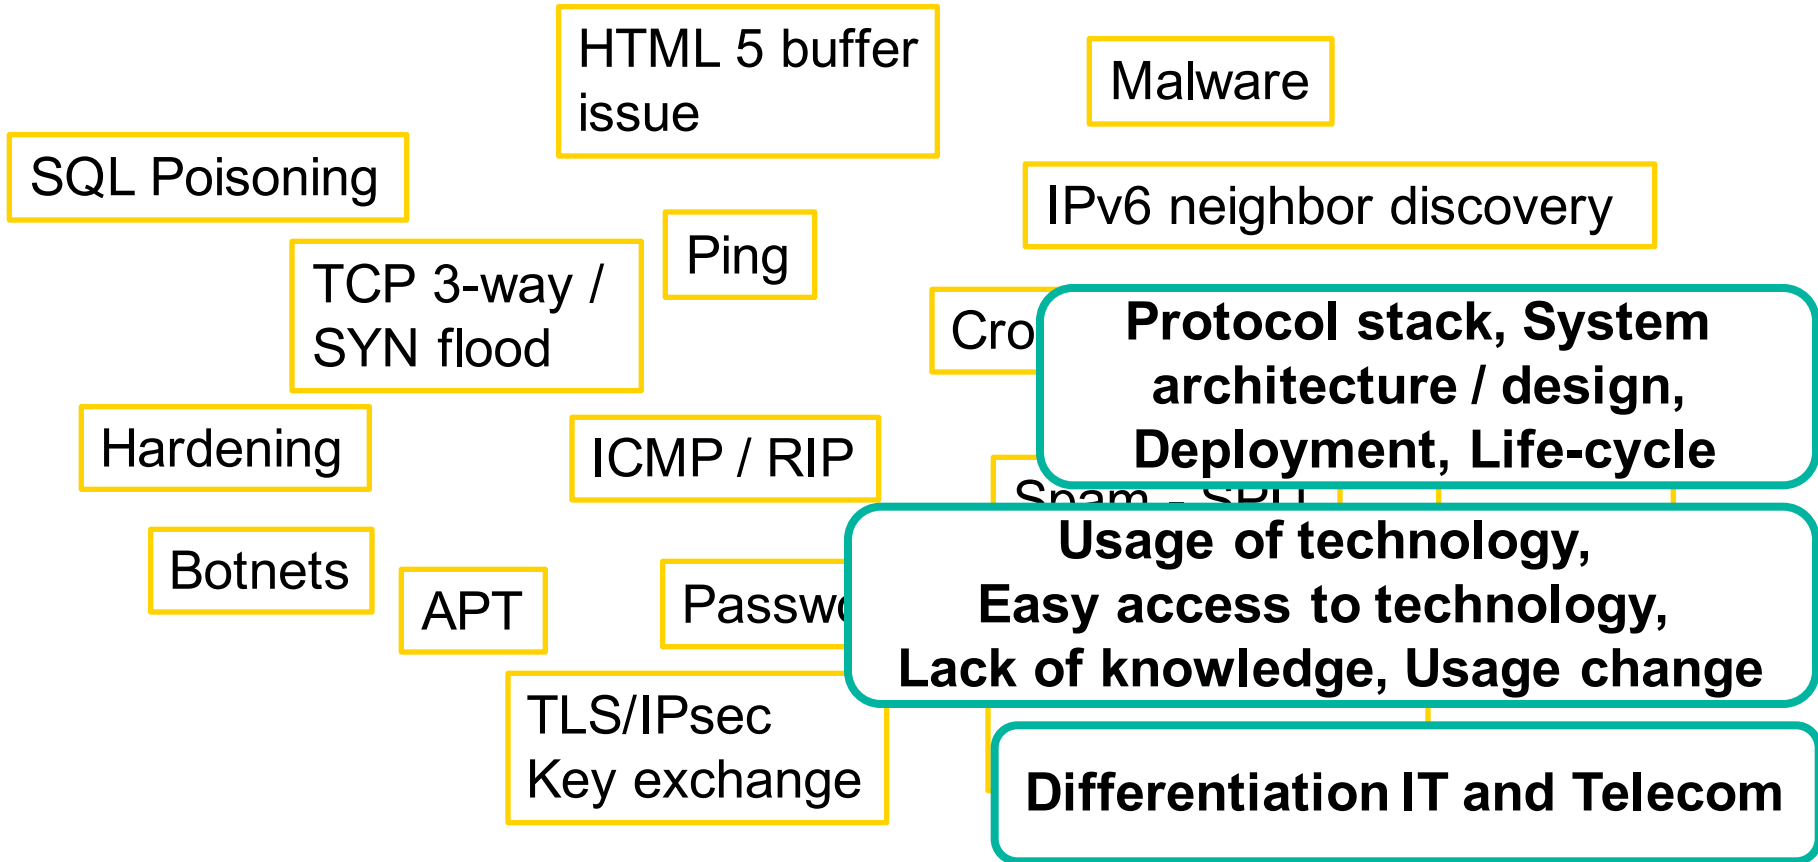 HTML 5 buffer
issue
Malware
SQL Poisoning
IPv6 neighbor discovery
Ping
TCP 3-way /
SYN flood
Protocol stack, System
architecture / design,
Deployment, Life-cycle
Hardening
ICMP / RIP
Spam - SPIT
Botnets
APT
Usage of technology,
Easy access to technology,
Lack of knowledge, Usage change
TLS/IPsec
Key exchange
Differentiation IT and Telecom